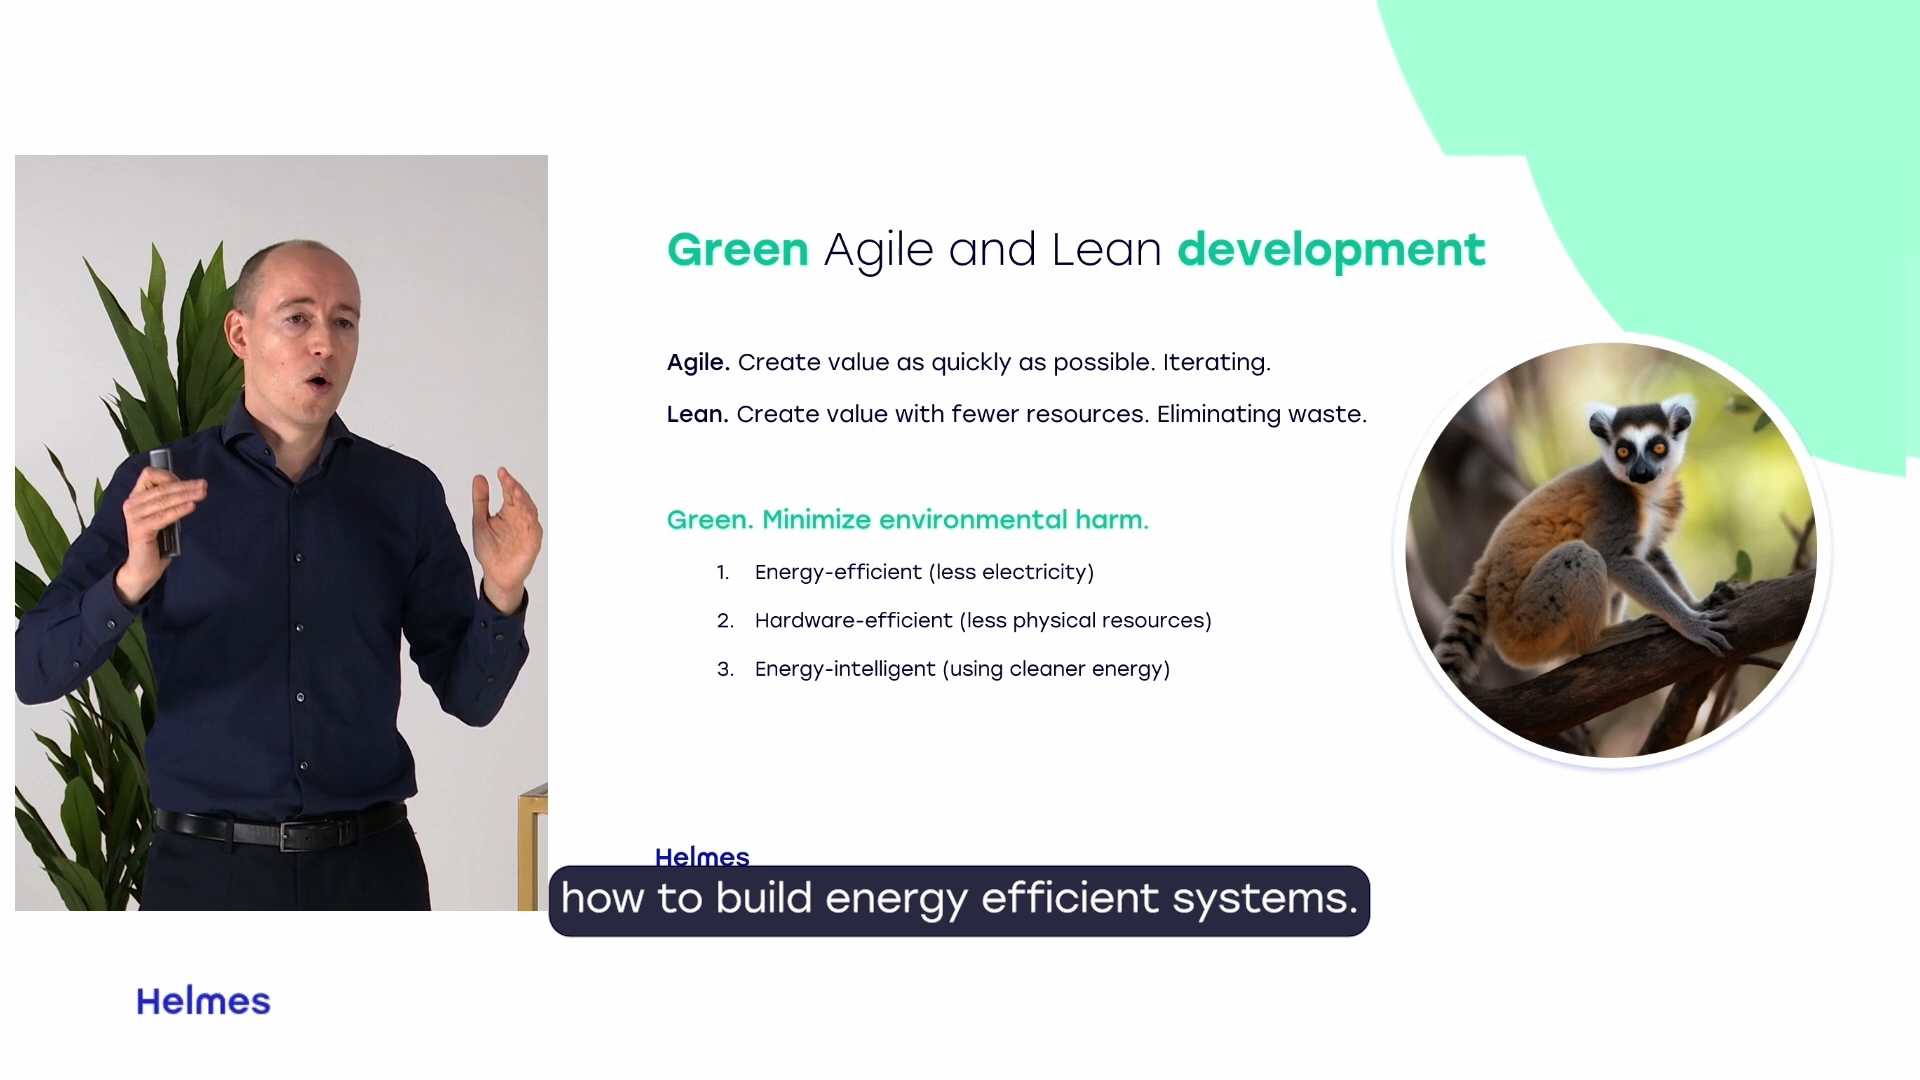 Green Agile and Lean development
Agile. Create value as quickly as possible. Iterating.
Lean. Create value with fewer resources. Eliminating waste.
Green. Minimize environmental harm.
1. Energy-efficient (less electricity)
2. Hardware-efficient (less physical resources)
3. Energy-intelligent (using cleaner energy)
Helmes
how to build energy efficient systems.
Helmes